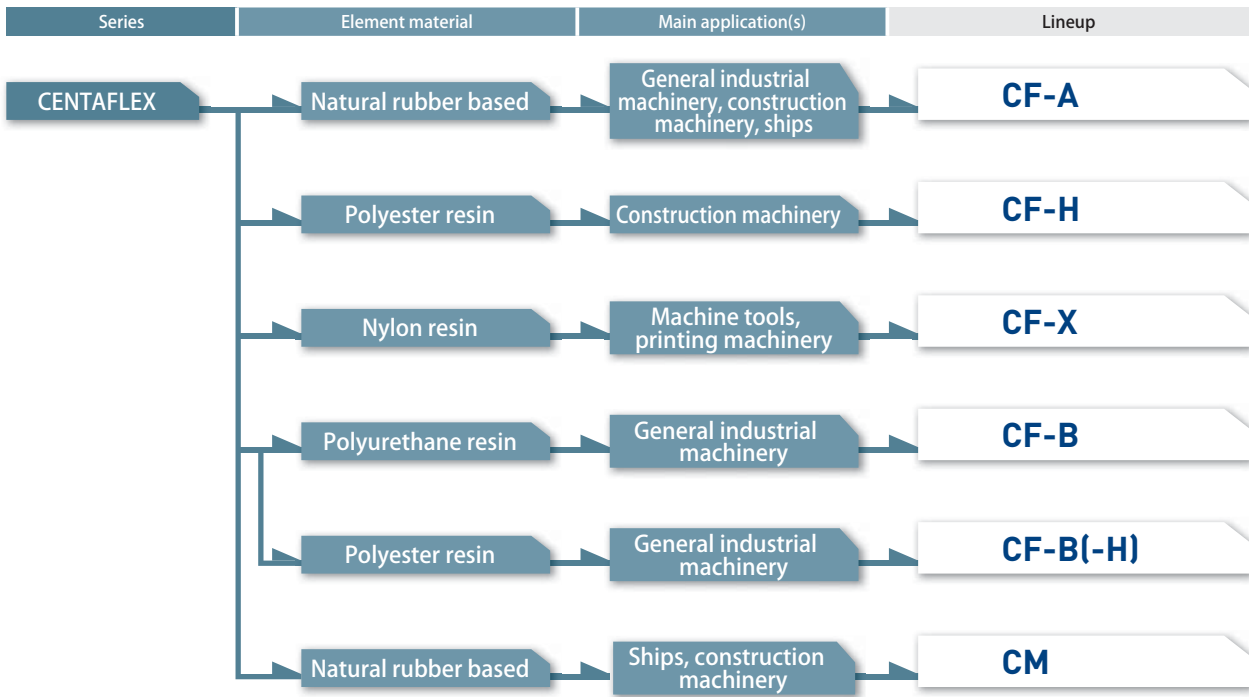 Series
Element material
Main application(s)
Lineup
CENTAFLEX
Natural rubber based
General industrial
machinery, construction
machinery, ships
CF-A
Polyester resin
Construction machinery
CF-H
Nylon resin
Machine tools,
printing machinery
CF-X
Polyurethane resin
General industrial
machinery
CF-B
Polyester resin
General industrial
machinery
CF-B(-H)
Natural rubber based
Ships, construction
machinery
CM